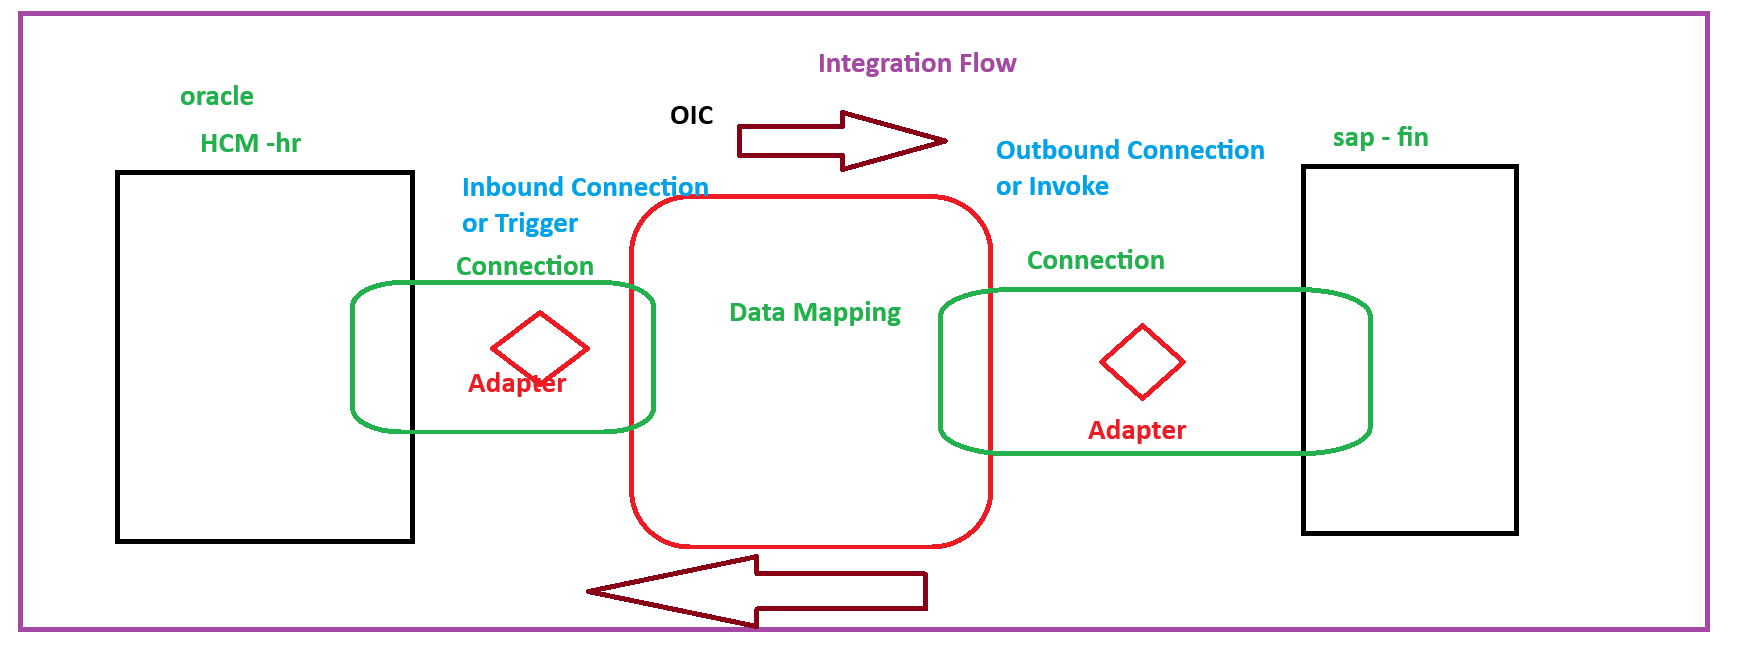 Integration Flow
oracle
HCM -hr
OIC
sap - fin
Inbound Connection
or Trigger
Outbound Connection
or Invoke
Connection
Connection
Data Mapping
Adapter
Adapter